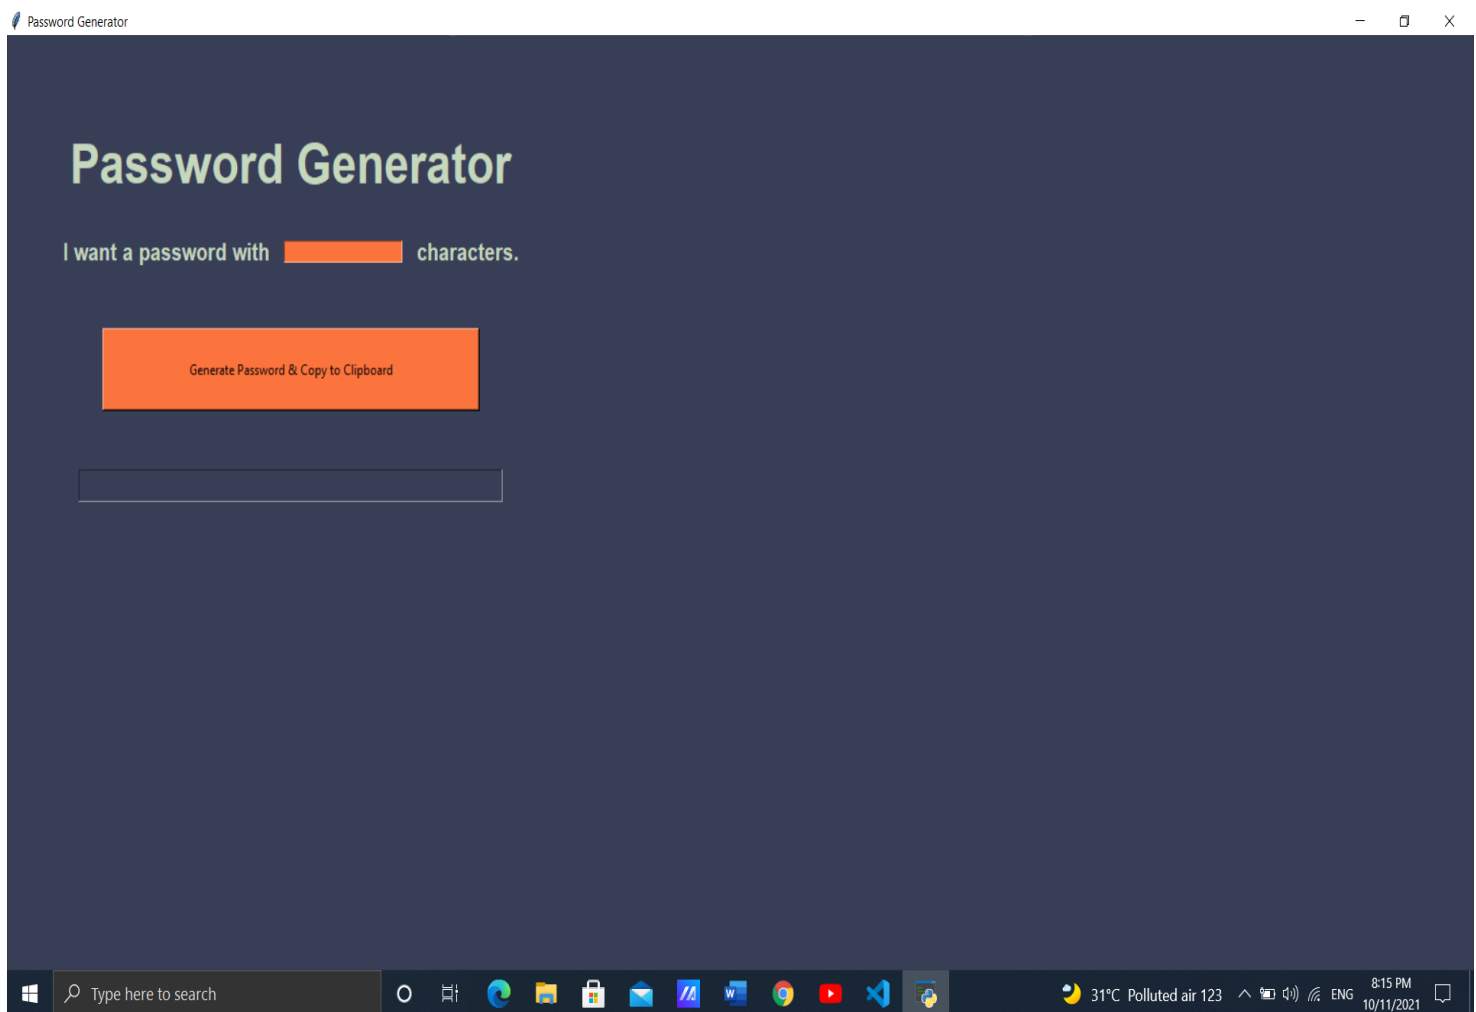 Password Generator
Password Generator
I want a password with characters.
Generate Password & Copy to Clipboard
Type here to search
W
31°C Polluted air 123
ENG
8:15 PM
10/11/2021